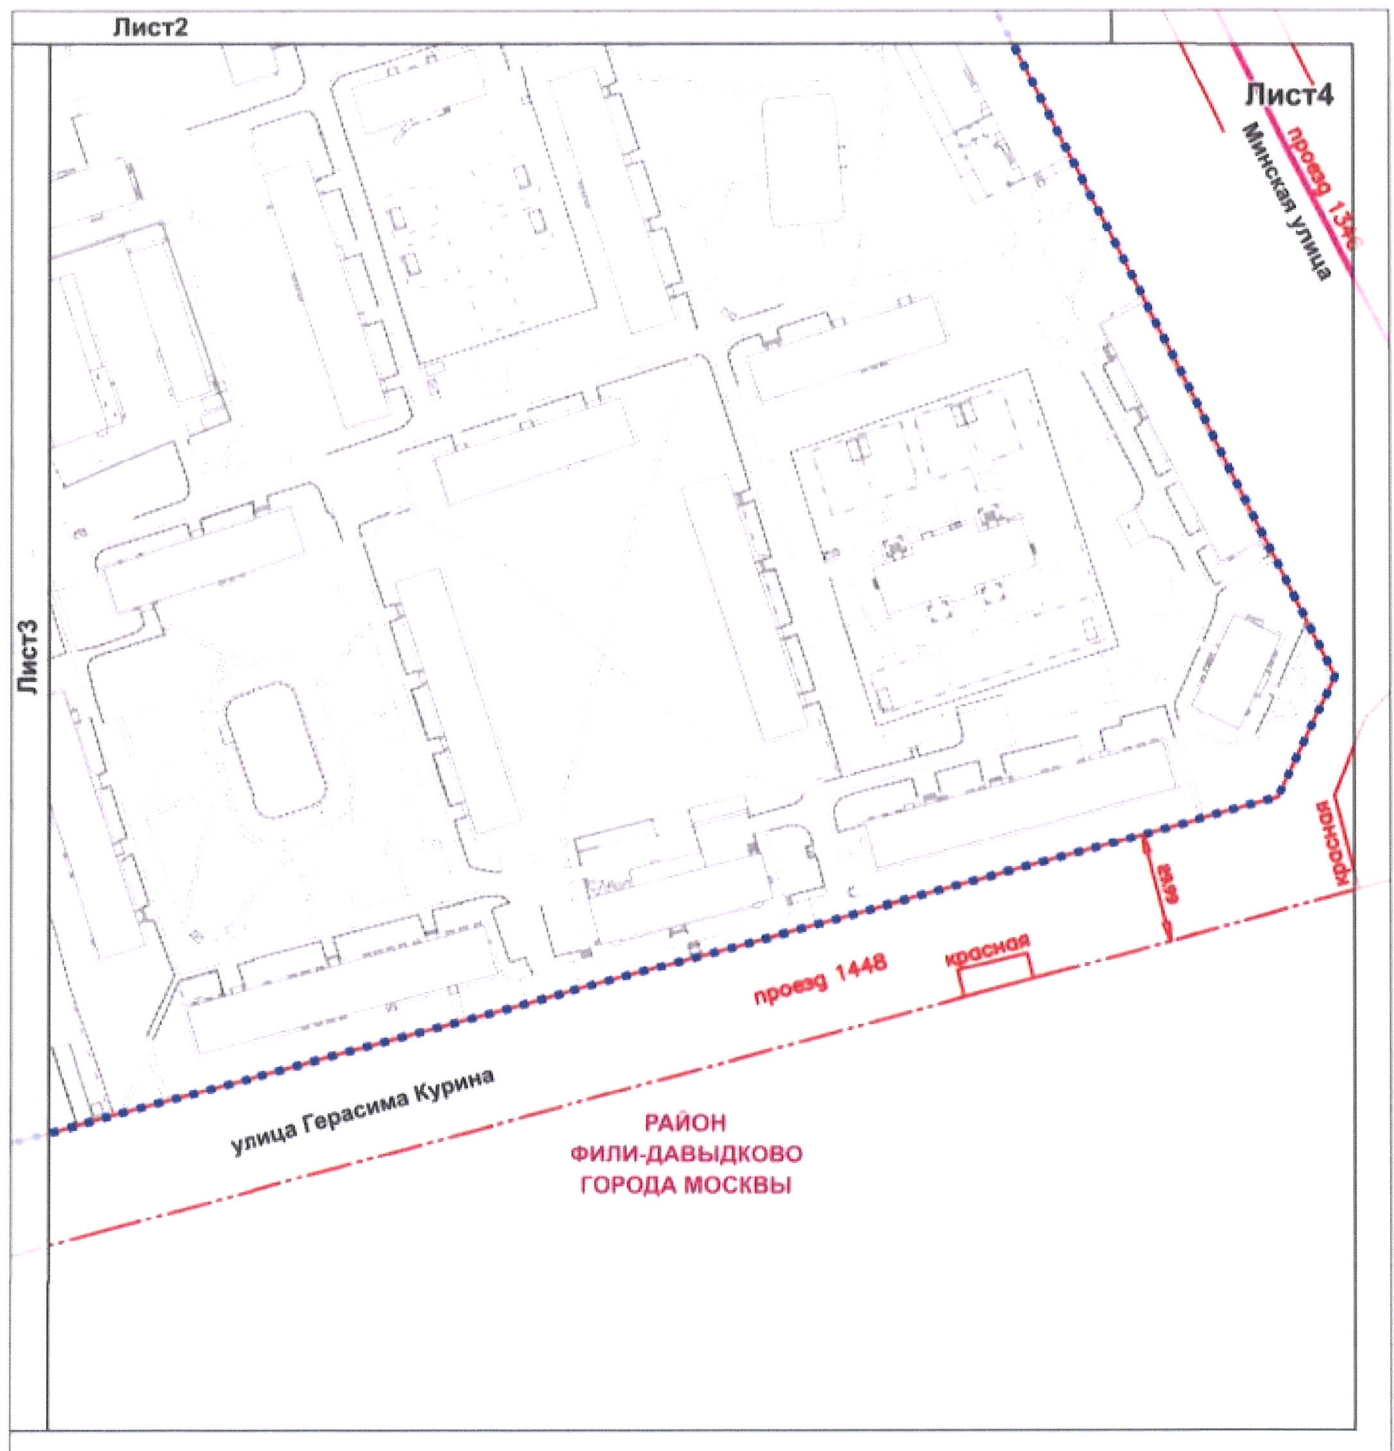 Лист2
Лист4
проезд 1346
Минская улица
Лист3
красная
проезд 1448
красная
улица Герасима Курина
РАЙОН
ФИЛИ-ДАВЫДКОВО
ГОРОДА МОСКВЫ